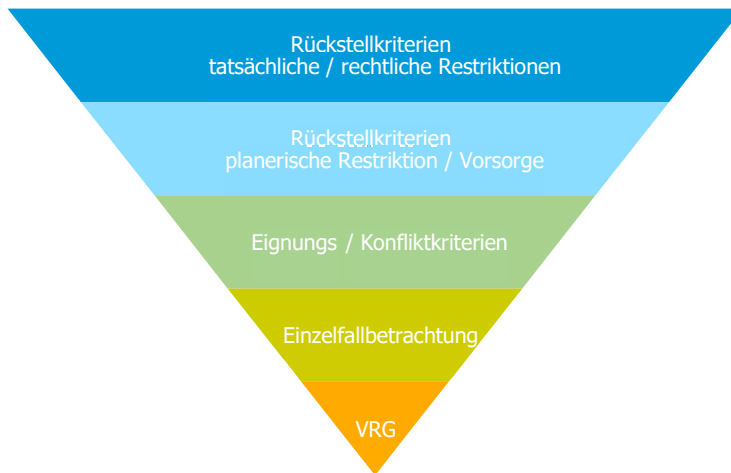 Rückstellkriterien
tatsächliche / rechtliche Restriktionen
Rückstellkriterien
planerische Restriktion / Vorsorge
Eignungs / Konfliktkriterien
Einzelfallbetrachtung
VRG